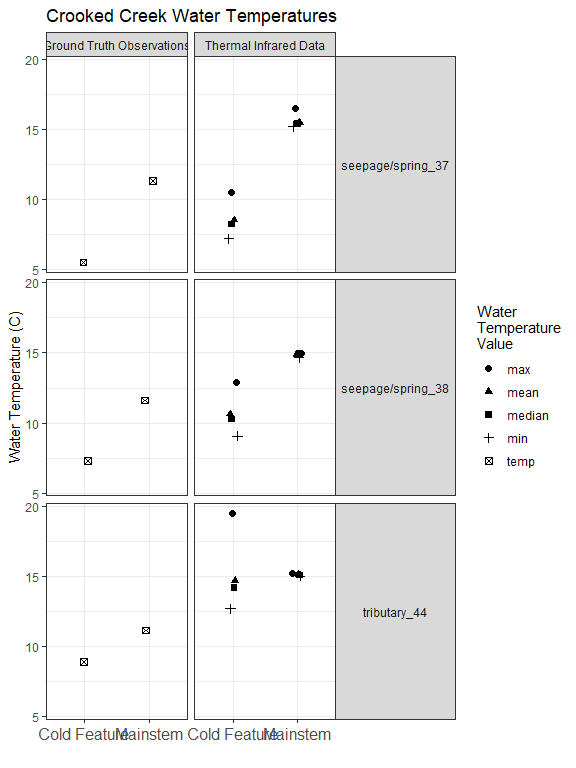 Crooked Creek Water Temperatures
Ground Truth Observations Thermal Infrared Data
20
15
10
5
seepage/spring_37
20
15
10
5
seepage/spring_38
20
15
10
5
tributary_44
Water Temperature (C)
Cold Feature Mainstem Cold Feature Mainstem
Water
Temperature
Value
max
mean
median
min
temp